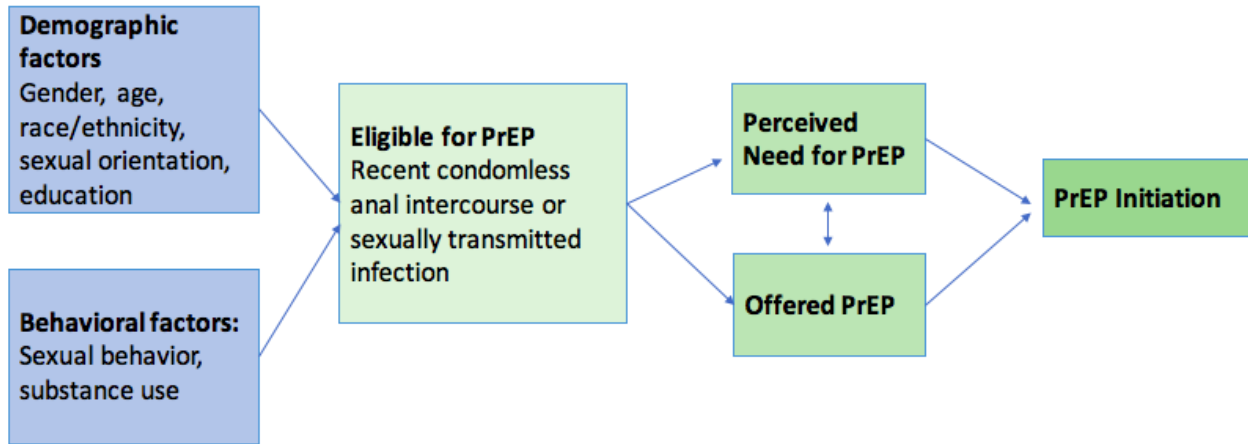 Demographic
factors
Gender, age,
race/ethnicity,
sexual orientation,
education
Behavioral factors:
Sexual behavior,
substance use
Eligible for PrEP
Recent condomless
anal intercourse or
sexually transmitted
infection
Perceived
Need for PrEP
Offered PrEP
PrEP Initiation